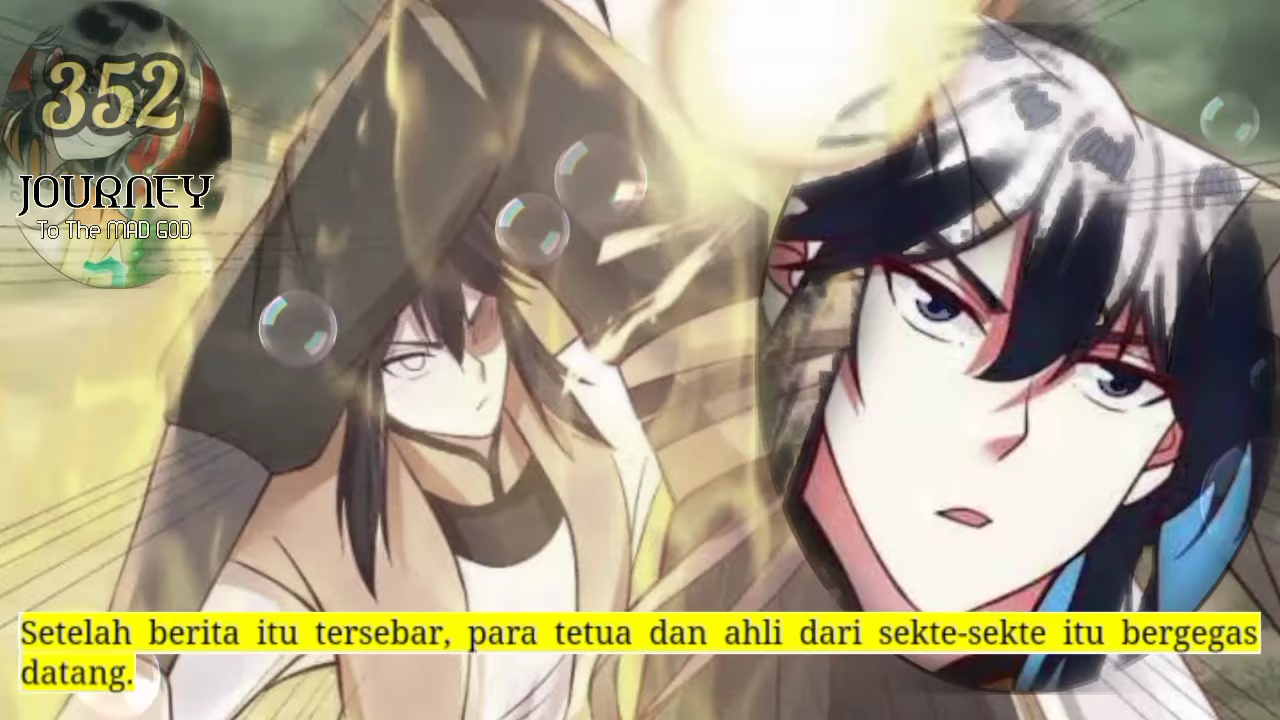 352
JOURNEY
To The MAD GOD
Setelah berita itu tersebar, para tetua dan ahli dari sekte-sekte itu bergegas
datang.